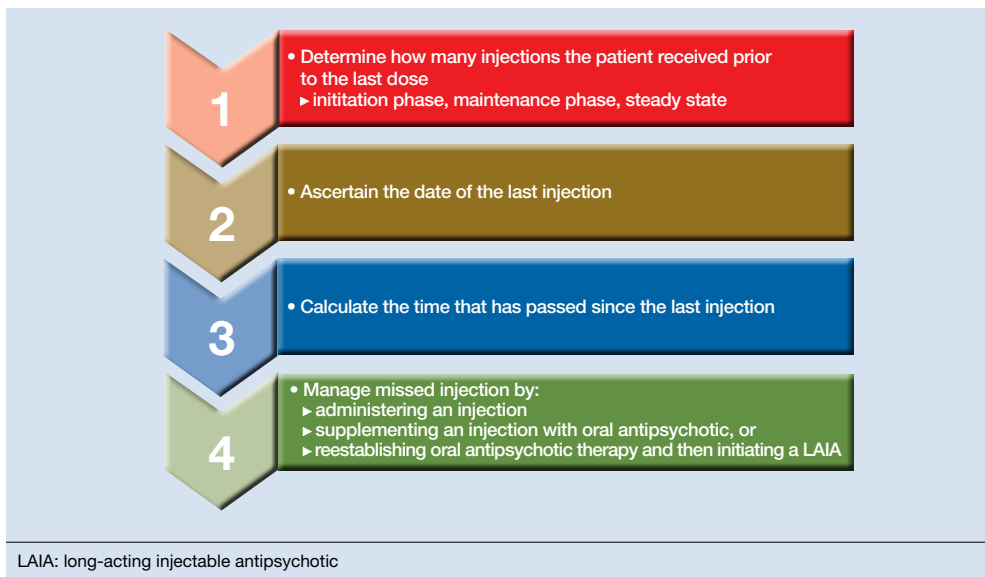 1
• Determine how many injections the patient received prior
to the last dose
▸ inititation phase, maintenance phase, steady state
2
• Ascertain the date of the last injection
3
• Calculate the time that has passed since the last injection
4
• Manage missed injection by:
▸ administering an injection
▸ supplementing an injection with oral antipsychotic, or
▸ reestablishing oral antipsychotic therapy and then initiating a LAIA
LAIA: long-acting injectable antipsychotic